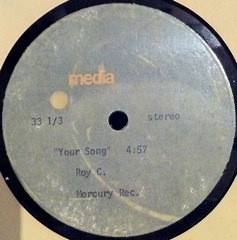 media
33 1/3 stereo
"Your Song" 4:57
Roy C.
Mercury Rec.